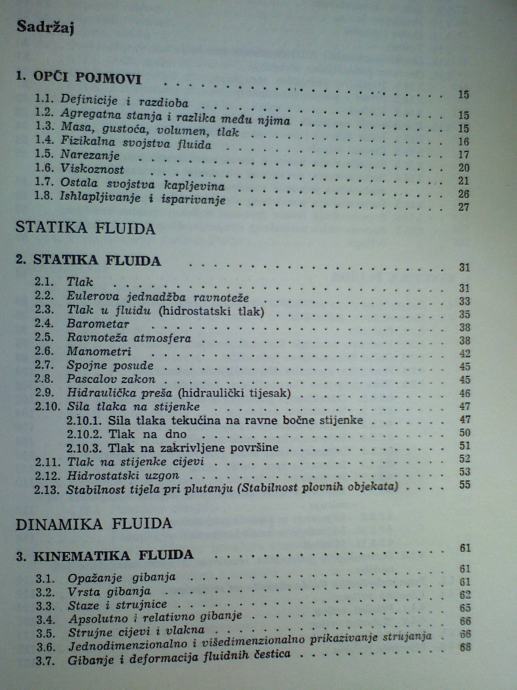 Sadržaj
1. OPČI POJMOVI . . . . . . . . . . . . . . . . . . 15
1.1. Definicije i razdioba . . . . . . . . . . . . . . . . 15
1.2. Agregatna stanja i razlika među njima . . . . . . . . . . 15
1.3. Masa, gustoća, volumen, tlak . . . . . . . . . . . . 16
1.4. Fizikalna svojstva fluida . . . . . . . . . . . . . . 17
1.5. Narezanje . . . . . . . . . . . . . . . . . . . 20
1.6. Viskoznost . . . . . . . . . . . . . . . . . . 21
1.7. Ostala svojstva kapljevina . . . . . . . . . . . . . 26
1.8. Ishlapljivanje i isparivanje . . . . . . . . . . . . . 27
STATIKA FLUIDA
2. STATIKA FLUIDA . . . . . . . . . . . . . . . . 31
2.1. Tlak . . . . . . . . . . . . . . . . . . . . 31
2.2. Eulerova jednadžba ravnoteže . . . . . . . . . . . . 33
2.3. Tlak u fluidu (hidrostatski tlak) . . . . . . . . . . . 35
2.4. Barometar . . . . . . . . . . . . . . . . . . 38
2.5. Ravnoteža atmosfera . . . . . . . . . . . . . . . 38
2.6. Manometri . . . . . . . . . . . . . . . . . . 42
2.7. Spojne posude . . . . . . . . . . . . . . . . . 45
2.8. Pascalov zakon . . . . . . . . . . . . . . . . . 45
2.9. Hidraulička preša (hidraulički tijesak) . . . . . . . . . 46
2.10. Sila tlaka na stijenke . . . . . . . . . . . . . . . 47
2.10.1. Sila tlaka tekućina na ravne bočne stijenke . . . . . 47
2.10.2. Tlak na dno . . . . . . . . . . . . . . . 50
2.10.3. Tlak na zakrivljene površine . . . . . . . . . . 51
2.11. Tlak na stijenke cijevi . . . . . . . . . . . . . . . 52
2.12. Hidrostatski uzgon . . . . . . . . . . . . . . . . 53
2.13. Stabilnost tijela pri plutanju (Stabilnost plovnih objekata) . . . . 55
DINAMIKA FLUIDA
3. KINEMATIKA FLUIDA . . . . . . . . . . . . . . . 61
3.1. Opažanje gibanja . . . . . . . . . . . . . . . . 61
3.2. Vrsta gibanja . . . . . . . . . . . . . . . . . 61
3.3. Staze i strujnice . . . . . . . . . . . . . . . . 62
3.4. Apsolutno i relativno gibanje . . . . . . . . . . . . 65
3.5. Strujne cijevi i vlakna . . . . . . . . . . . . . . 66
3.6. Jednodimenzionalno i višedimenzionalno prikazivanje strujanja . 66
3.7. Gibanje i deformacija fluidnih čestica . . . . . . . . . 68